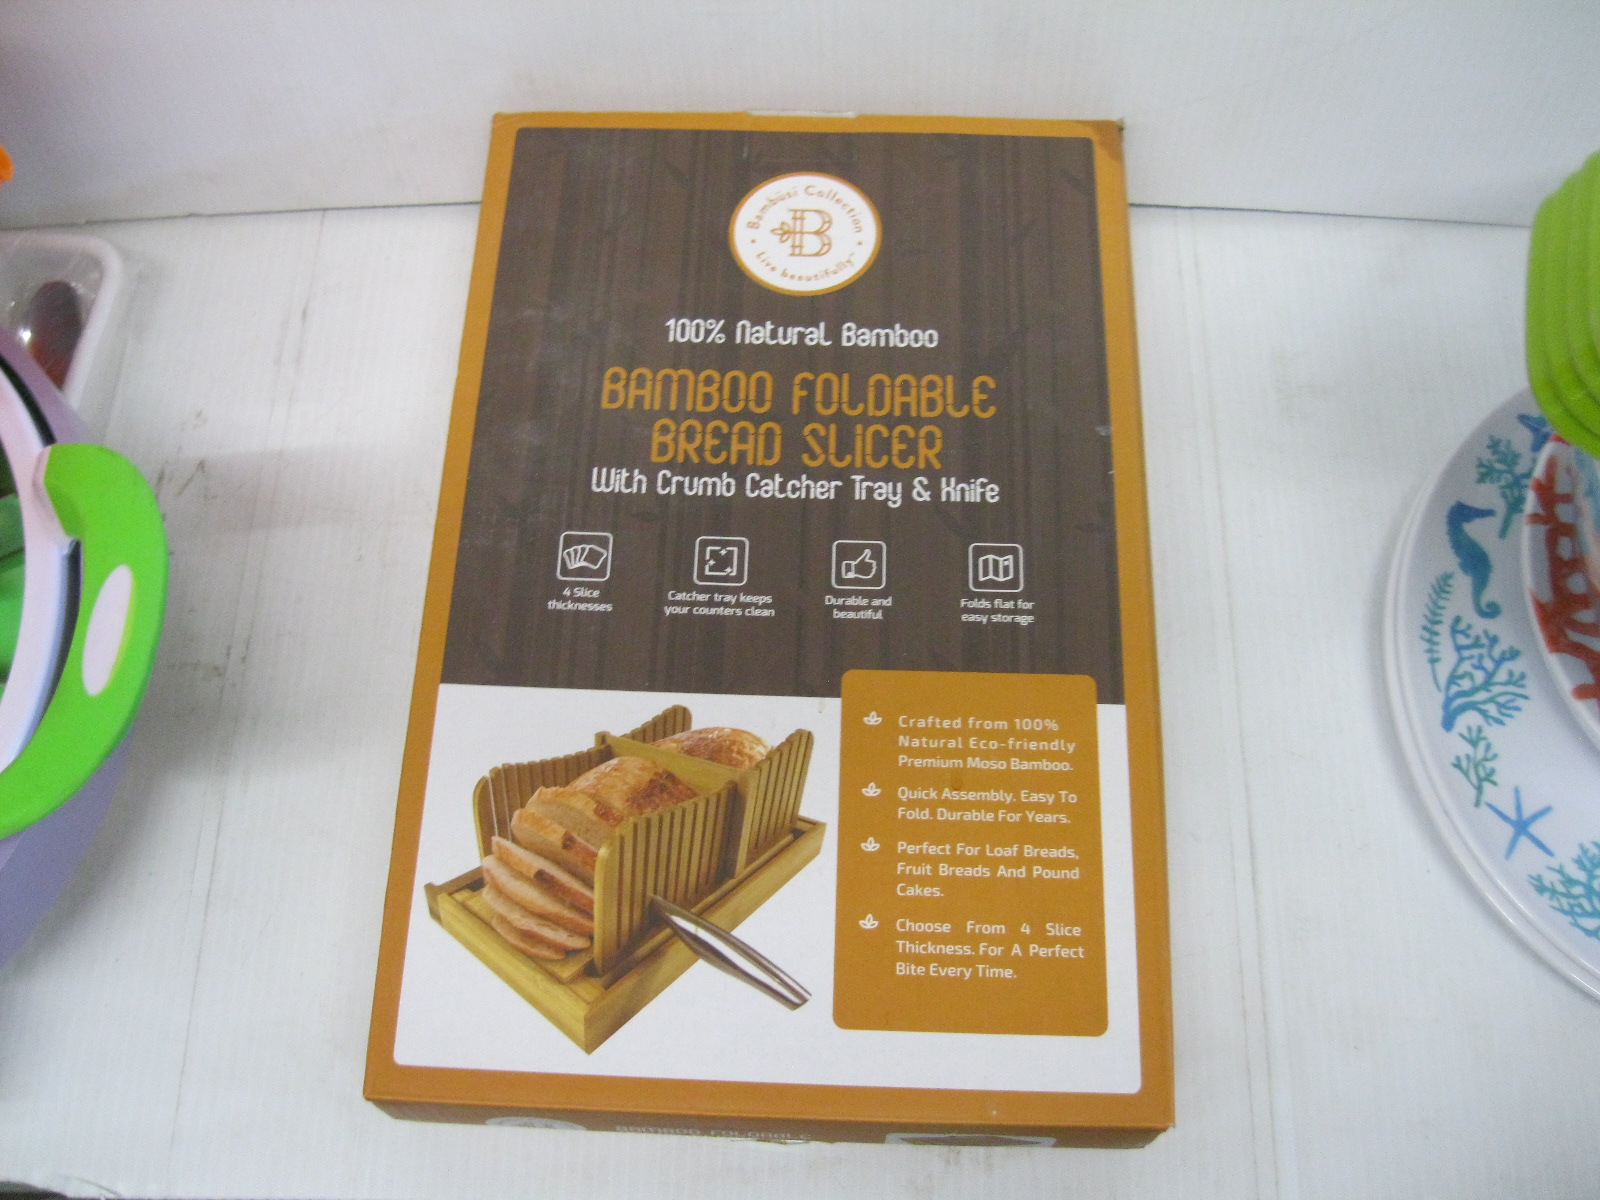 Bambüsi Collection
Live beautifully™
B
100% Natural Bamboo
BAMBOO FOLDABLE
BREAD SLICER
With Crumb Catcher Tray & Knife
4 Slice
thicknesses
Catcher tray keeps
your counters clean
Durable and
beautiful
Folds flat for
easy storage
Crafted from 100%
Natural Eco-friendly
Premium Moso Bamboo.
Quick Assembly. Easy To
Fold. Durable For Years.
Perfect For Loaf Breads,
Fruit Breads And Pound
Cakes.
Choose From 4 Slice
Thickness. For A Perfect
Bite Every Time.
BAMBOO FOLDABLE